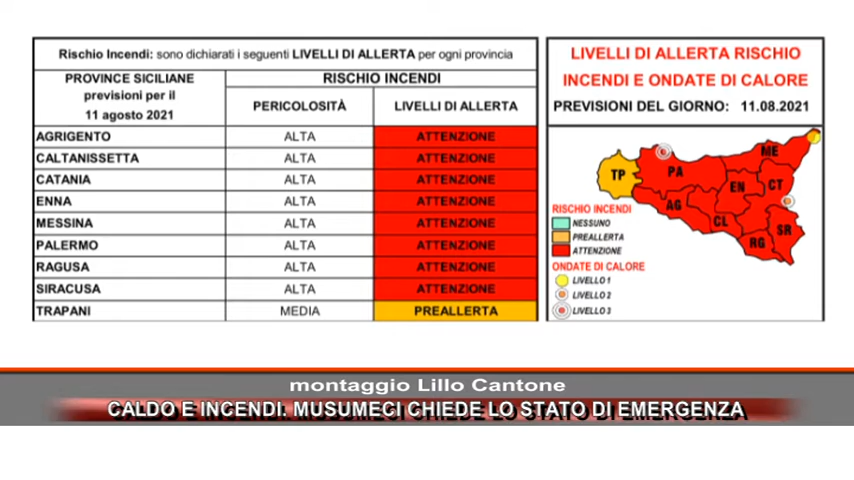 Rischio Incendi: sono dichiarati i seguenti LIVELLI DI ALLERTA per ogni provincia
PROVINCE SICILIANE
previsioni per il
11 agosto 2021
RISCHIO INCENDI
PERICOLOSITÀ
LIVELLI DI ALLERTA
AGRIGENTO ALTA ATTENZIONE
CALTANISSETTA ALTA ATTENZIONE
CATANIA ALTA ATTENZIONE
ENNA ALTA ATTENZIONE
MESSINA ALTA ATTENZIONE
PALERMO ALTA ATTENZIONE
RAGUSA ALTA ATTENZIONE
SIRACUSA ALTA ATTENZIONE
TRAPANI MEDIA PREALLERTA
LIVELLI DI ALLERTA RISCHIO
INCENDI E ONDATE DI CALORE
PREVISIONI DEL GIORNO: 11.08.2021
ME
TP
PA
EN
CT
AG
CL
SR
RG
RISCHIO INCENDI
NESSUNO
PREALLERTA
ATTENZIONE
ONDATE DI CALORE
LIVELLO 1
LIVELLO 2
LIVELLO 3
montaggio Lillo Cantone
CALDO E INCENDI. MUSUMECI CHIEDE LO STATO DI EMERGENZA